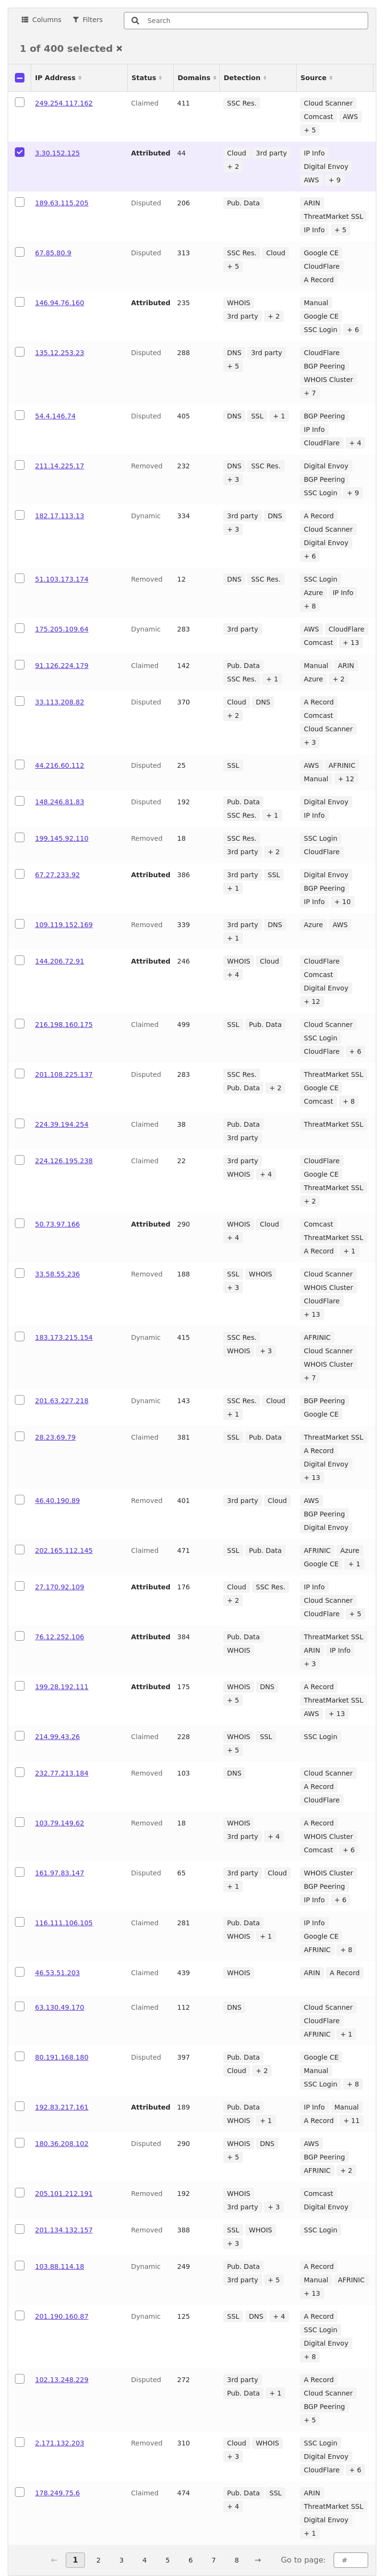 Columns Filters Search
1 of 400 selected ×
IP Address Status Domains Detection Source
249.254.117.162 Claimed 411 SSC Res. Cloud Scanner
Comcast AWS
+ 5
3.30.152.125 Attributed 44 Cloud 3rd party IP Info
+ 2 Digital Envoy
AWS + 9
189.63.115.205 Disputed 206 Pub. Data ARIN
ThreatMarket SSL
IP Info + 5
67.85.80.9 Disputed 313 SSC Res. Cloud Google CE
+ 5 CloudFlare
A Record
146.94.76.160 Attributed 235 WHOIS Manual
3rd party + 2 Google CE
SSC Login + 6
135.12.253.23 Disputed 288 DNS 3rd party CloudFlare
+ 5 BGP Peering
WHOIS Cluster
+ 7
54.4.146.74 Disputed 405 DNS SSL + 1 BGP Peering
IP Info
CloudFlare + 4
211.14.225.17 Removed 232 DNS SSC Res. Digital Envoy
+ 3 BGP Peering
SSC Login + 9
182.17.113.13 Dynamic 334 3rd party DNS A Record
+ 3 Cloud Scanner
Digital Envoy
+ 6
51.103.173.174 Removed 12 DNS SSC Res. SSC Login
Azure IP Info
+ 8
175.205.109.64 Dynamic 283 3rd party AWS CloudFlare
Comcast + 13
91.126.224.179 Claimed 142 Pub. Data Manual ARIN
SSC Res. + 1 Azure + 2
33.113.208.82 Disputed 370 Cloud DNS A Record
+ 2 Comcast
Cloud Scanner
+ 3
44.216.60.112 Disputed 25 SSL AWS AFRINIC
Manual + 12
148.246.81.83 Disputed 192 Pub. Data Digital Envoy
SSC Res. + 1 IP Info
199.145.92.110 Removed 18 SSC Res. SSC Login
3rd party + 2 CloudFlare
67.27.233.92 Attributed 386 3rd party SSL Digital Envoy
+ 1 BGP Peering
IP Info + 10
109.119.152.169 Removed 339 3rd party DNS Azure AWS
+ 1
144.206.72.91 Attributed 246 WHOIS Cloud CloudFlare
+ 4 Comcast
Digital Envoy
+ 12
216.198.160.175 Claimed 499 SSL Pub. Data Cloud Scanner
SSC Login
CloudFlare + 6
201.108.225.137 Disputed 283 SSC Res. ThreatMarket SSL
Pub. Data + 2 Google CE
Comcast + 8
224.39.194.254 Claimed 38 Pub. Data ThreatMarket SSL
3rd party
224.126.195.238 Claimed 22 3rd party CloudFlare
WHOIS + 4 Google CE
ThreatMarket SSL
+ 2
50.73.97.166 Attributed 290 WHOIS Cloud Comcast
+ 4 ThreatMarket SSL
A Record + 1
33.58.55.236 Removed 188 SSL WHOIS Cloud Scanner
+ 3 WHOIS Cluster
CloudFlare
+ 13
183.173.215.154 Dynamic 415 SSC Res. AFRINIC
WHOIS + 3 Cloud Scanner
WHOIS Cluster
+ 7
201.63.227.218 Dynamic 143 SSC Res. Cloud BGP Peering
+ 1 Google CE
28.23.69.79 Claimed 381 SSL Pub. Data ThreatMarket SSL
A Record
Digital Envoy
+ 13
46.40.190.89 Removed 401 3rd party Cloud AWS
BGP Peering
Digital Envoy
202.165.112.145 Claimed 471 SSL Pub. Data AFRINIC Azure
Google CE + 1
27.170.92.109 Attributed 176 Cloud SSC Res. IP Info
+ 2 Cloud Scanner
CloudFlare + 5
76.12.252.106 Attributed 384 Pub. Data ThreatMarket SSL
WHOIS ARIN IP Info
+ 3
199.28.192.111 Attributed 175 WHOIS DNS A Record
+ 5 ThreatMarket SSL
AWS + 13
214.99.43.26 Claimed 228 WHOIS SSL SSC Login
+ 5
232.77.213.184 Removed 103 DNS Cloud Scanner
A Record
CloudFlare
103.79.149.62 Removed 18 WHOIS A Record
3rd party + 4 WHOIS Cluster
Comcast + 6
161.97.83.147 Disputed 65 3rd party Cloud WHOIS Cluster
+ 1 BGP Peering
IP Info + 6
116.111.106.105 Claimed 281 Pub. Data IP Info
WHOIS + 1 Google CE
AFRINIC + 8
46.53.51.203 Claimed 439 WHOIS ARIN A Record
63.130.49.170 Claimed 112 DNS Cloud Scanner
CloudFlare
AFRINIC + 1
80.191.168.180 Disputed 397 Pub. Data Google CE
Cloud + 2 Manual
SSC Login + 8
192.83.217.161 Attributed 189 Pub. Data IP Info Manual
WHOIS + 1 A Record + 11
180.36.208.102 Disputed 290 WHOIS DNS AWS
+ 5 BGP Peering
AFRINIC + 2
205.101.212.191 Removed 192 WHOIS Comcast
3rd party + 3 Digital Envoy
201.134.132.157 Removed 388 SSL WHOIS SSC Login
+ 3
103.88.114.18 Dynamic 249 Pub. Data A Record
3rd party + 5 Manual AFRINIC
+ 13
201.190.160.87 Dynamic 125 SSL DNS + 4 A Record
SSC Login
Digital Envoy
+ 8
102.13.248.229 Disputed 272 3rd party A Record
Pub. Data + 1 Cloud Scanner
BGP Peering
+ 5
2.171.132.203 Removed 310 Cloud WHOIS SSC Login
+ 3 Digital Envoy
CloudFlare + 6
178.249.75.6 Claimed 474 Pub. Data SSL ARIN
+ 4 ThreatMarket SSL
Digital Envoy
+ 1
← 1 2 3 4 5 6 7 8 → Go to page: #